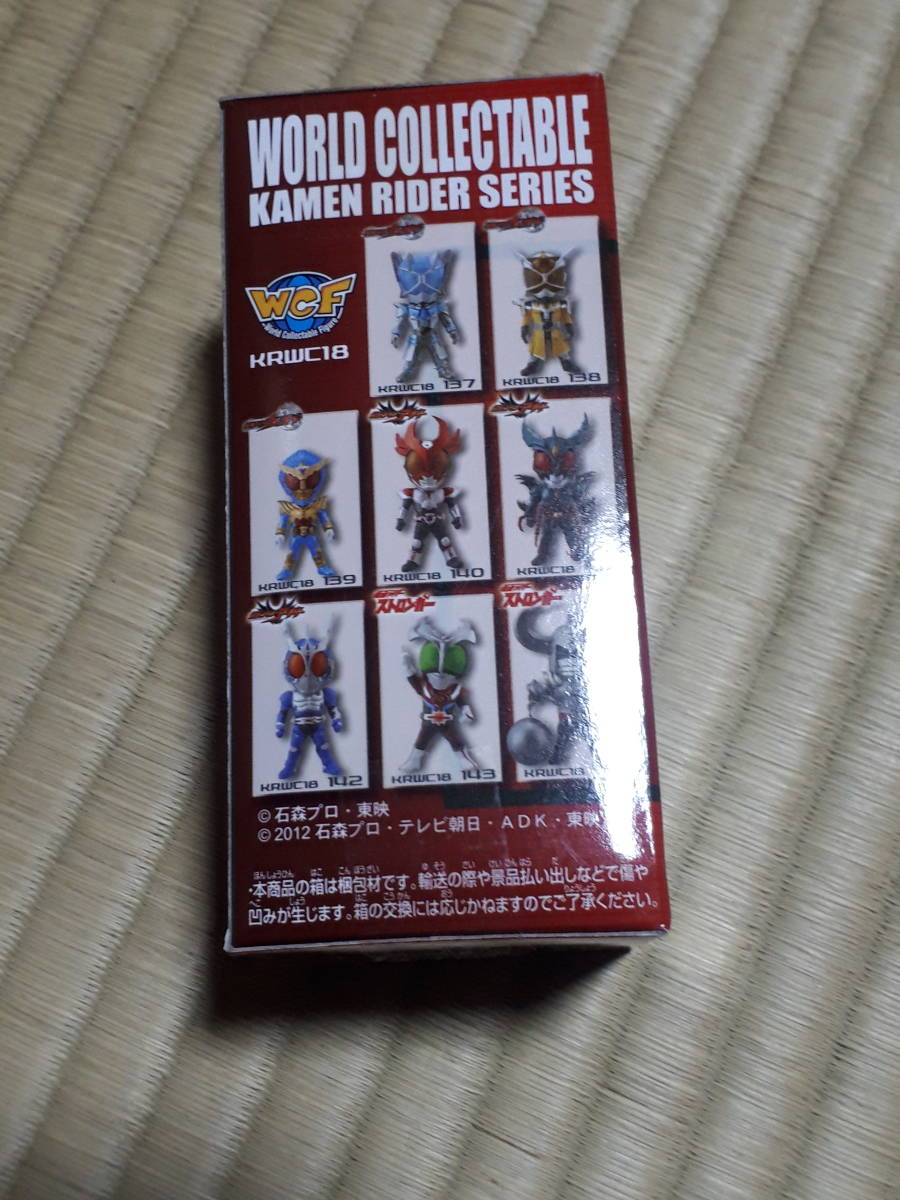 WORLD COLLECTABLE
KAMEN RIDER SERIES
WCF
World Collectable Figure
KRWC18
KRWC18 137
KRWC18 138
KRWC18 139
KRWC18 140
KRWC18
ストロンガー
ストロンガー
KRWC18 142
KRWC18 143
KRWC18
©石森プロ・東映
©2012 石森プロ・テレビ朝日・ADK・東映
・本商品の箱は梱包材です。輸送の際や景品払い出しなどで傷や
凹みが生じます。箱の交換には応じかねますのでご了承ください。